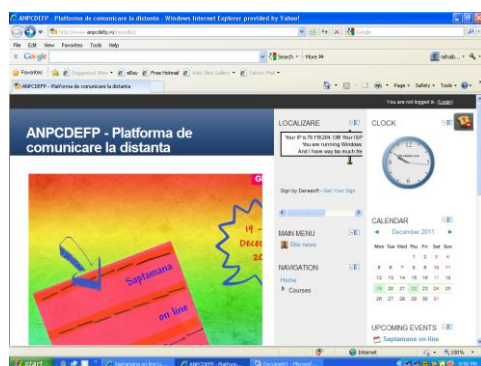 ANPCDEFP - Platforma de comunicare la distanta - Windows Internet Explorer provided by Yahoo!
File Edit View Favorites Tools Help
Google Search More >>
Favorites Suggested Sites eBay Free Hotmail Web Slice Gallery Yahoo! Mail
ANPCDEFP - Platforma de comunicare la distanta
Page Safety Tools
You are not logged in. (Login)
ANPCDEFP - Platforma de
comunicare la distanta
Saptamana
on line
LOCALIZARE
You are running Windows
And I have way too much fre
Sign by Danasoft - Get Your Sign
MAIN MENU
Site news
NAVIGATION
Home
Courses
CLOCK
CALENDAR
December 2011
Mon Tue Wed Thu Fri Sat Sun
1 2 3 4
5 6 7 8 9 10 11
12 13 14 15 16 17 18
19 20 21 22 23 24 25
26 27 28 29 30 31
UPCOMING EVENTS
Saptamana on line
Internet 100%
start